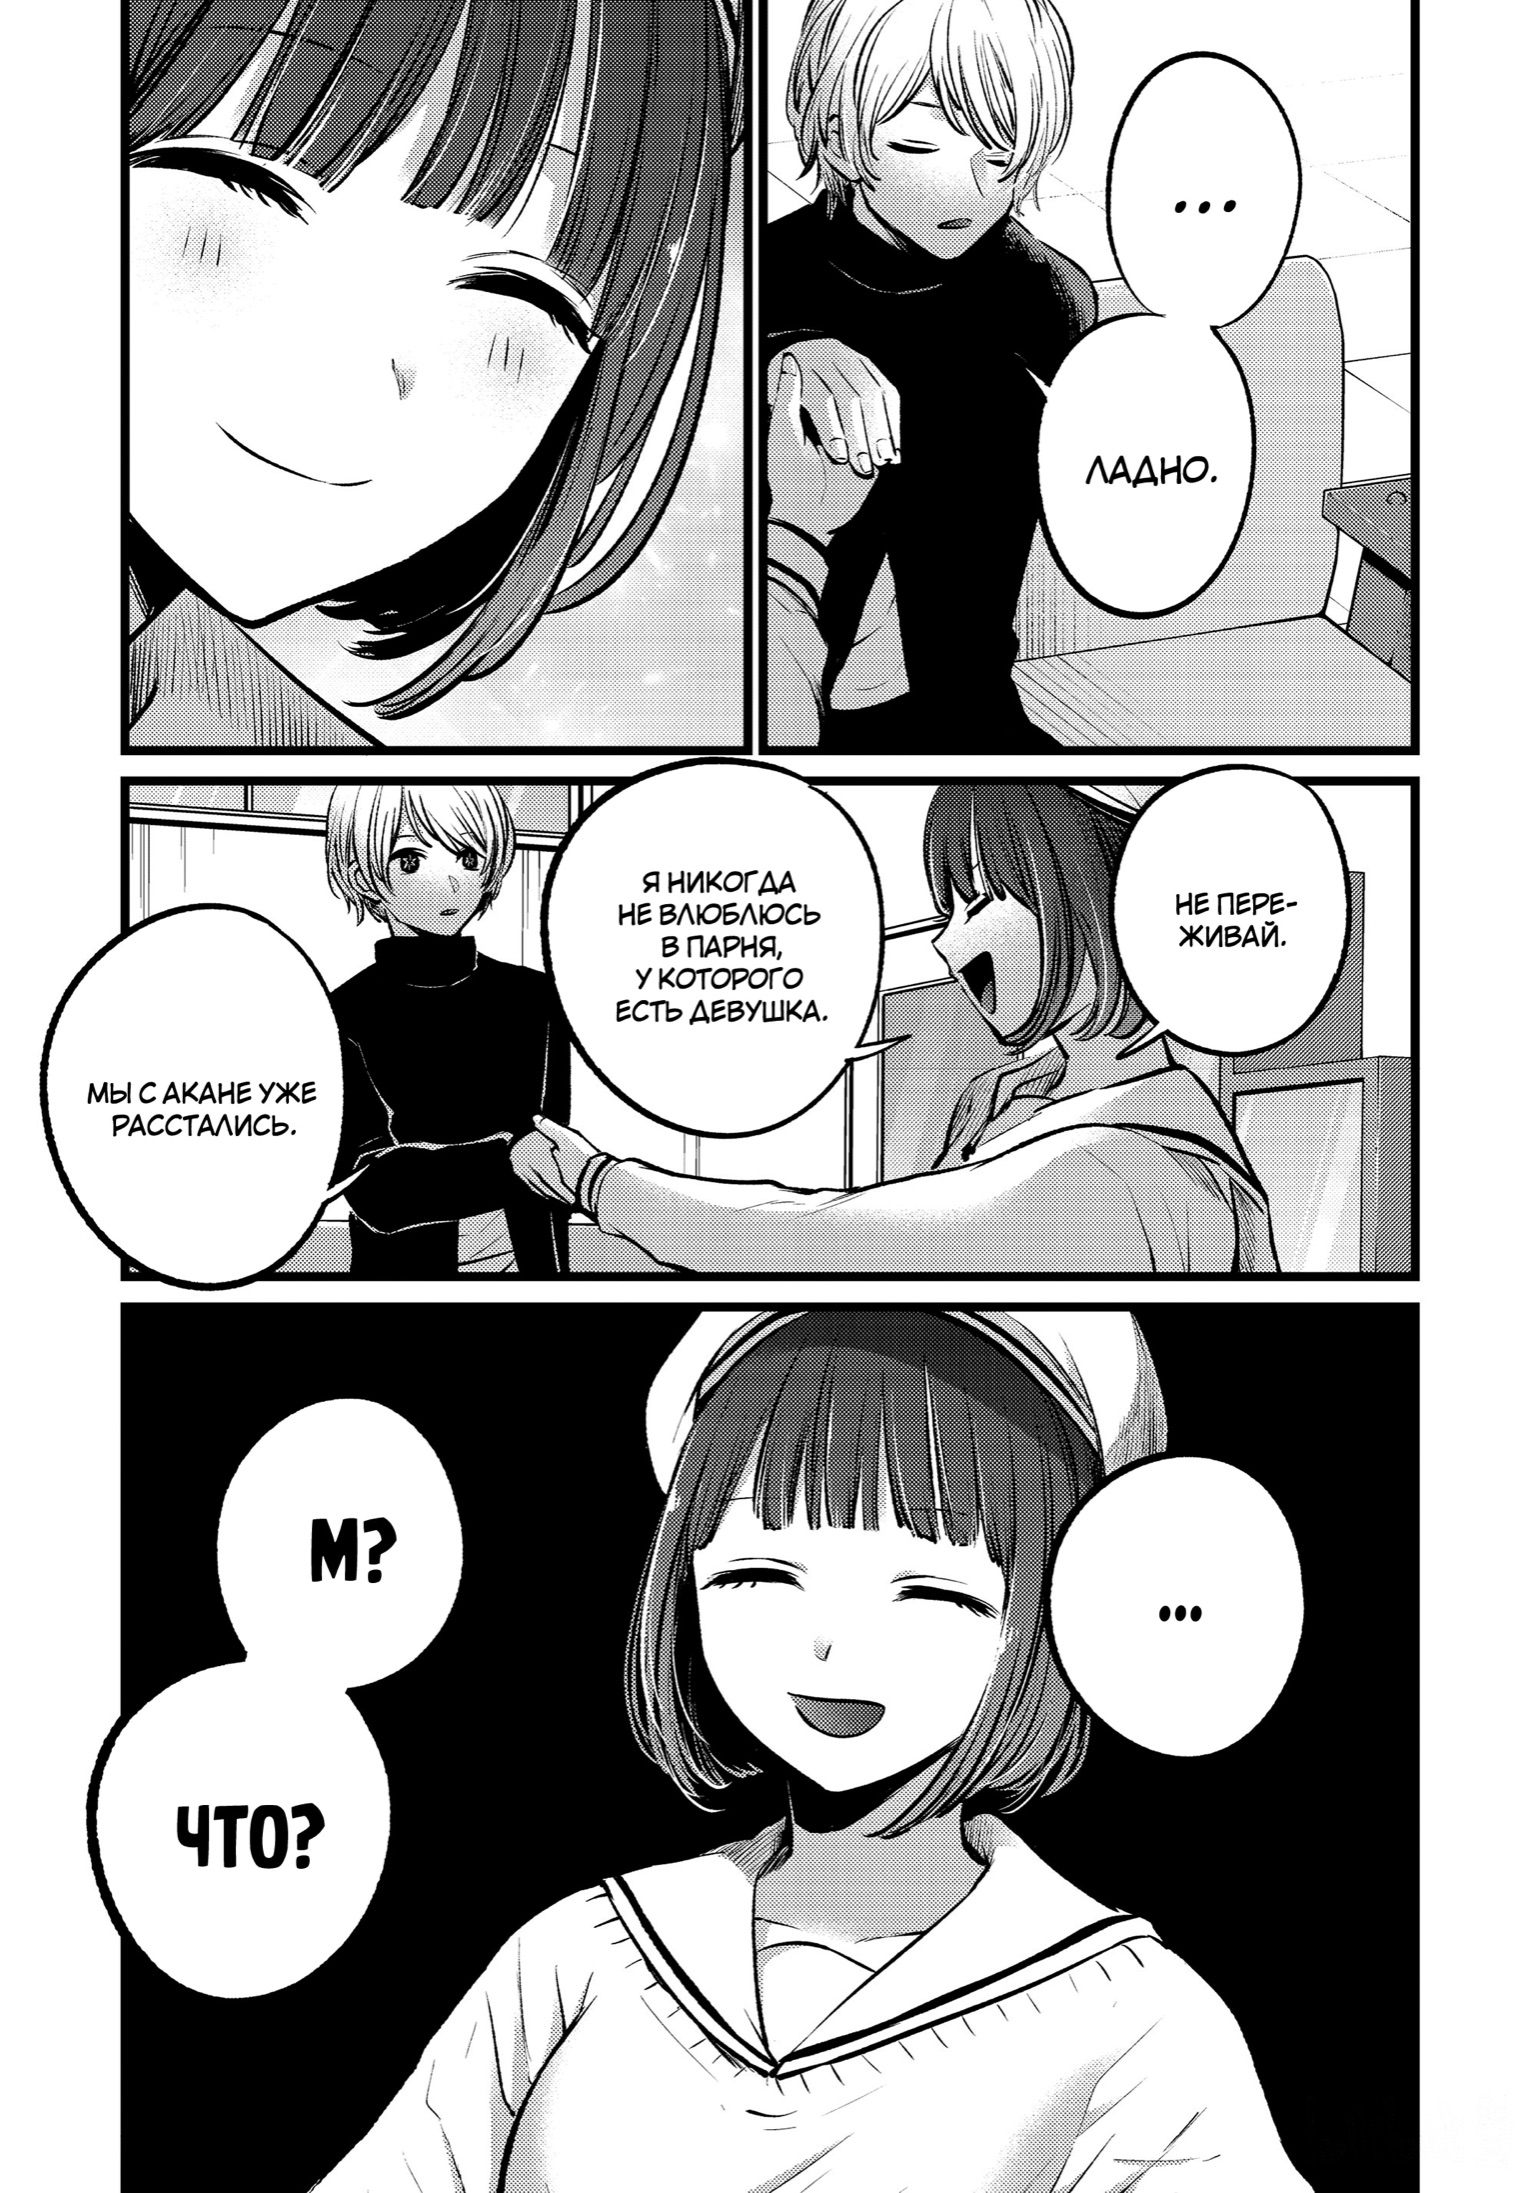 ...
ЛАДНО.
НЕ ПЕРЕ-
ЖИВАЙ.
Я НИКОГДА
НЕ ВЛЮБЛЮСЬ
В ПАРНЯ,
У КОТОРОГО
ЕСТЬ ДЕВУШКА.
МЫ С АКАНЕ УЖЕ
РАССТАЛИСЬ.
...
М?
ЧТО?